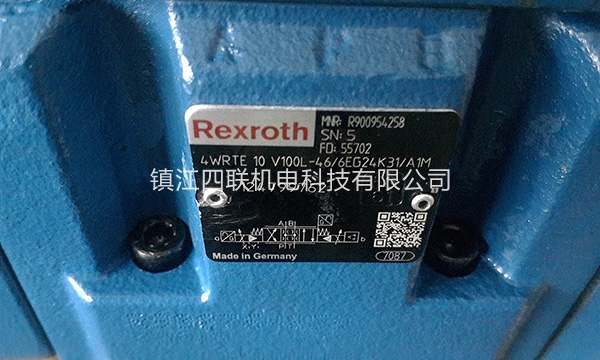 Rexroth
MNR: R900954258
SN: 5
FD: 55702
4WRTE 10 V100L-46/6EG24K31/A1M
镇江四联机电科技有限公司
A B
X Y P T
Made in Germany
7087